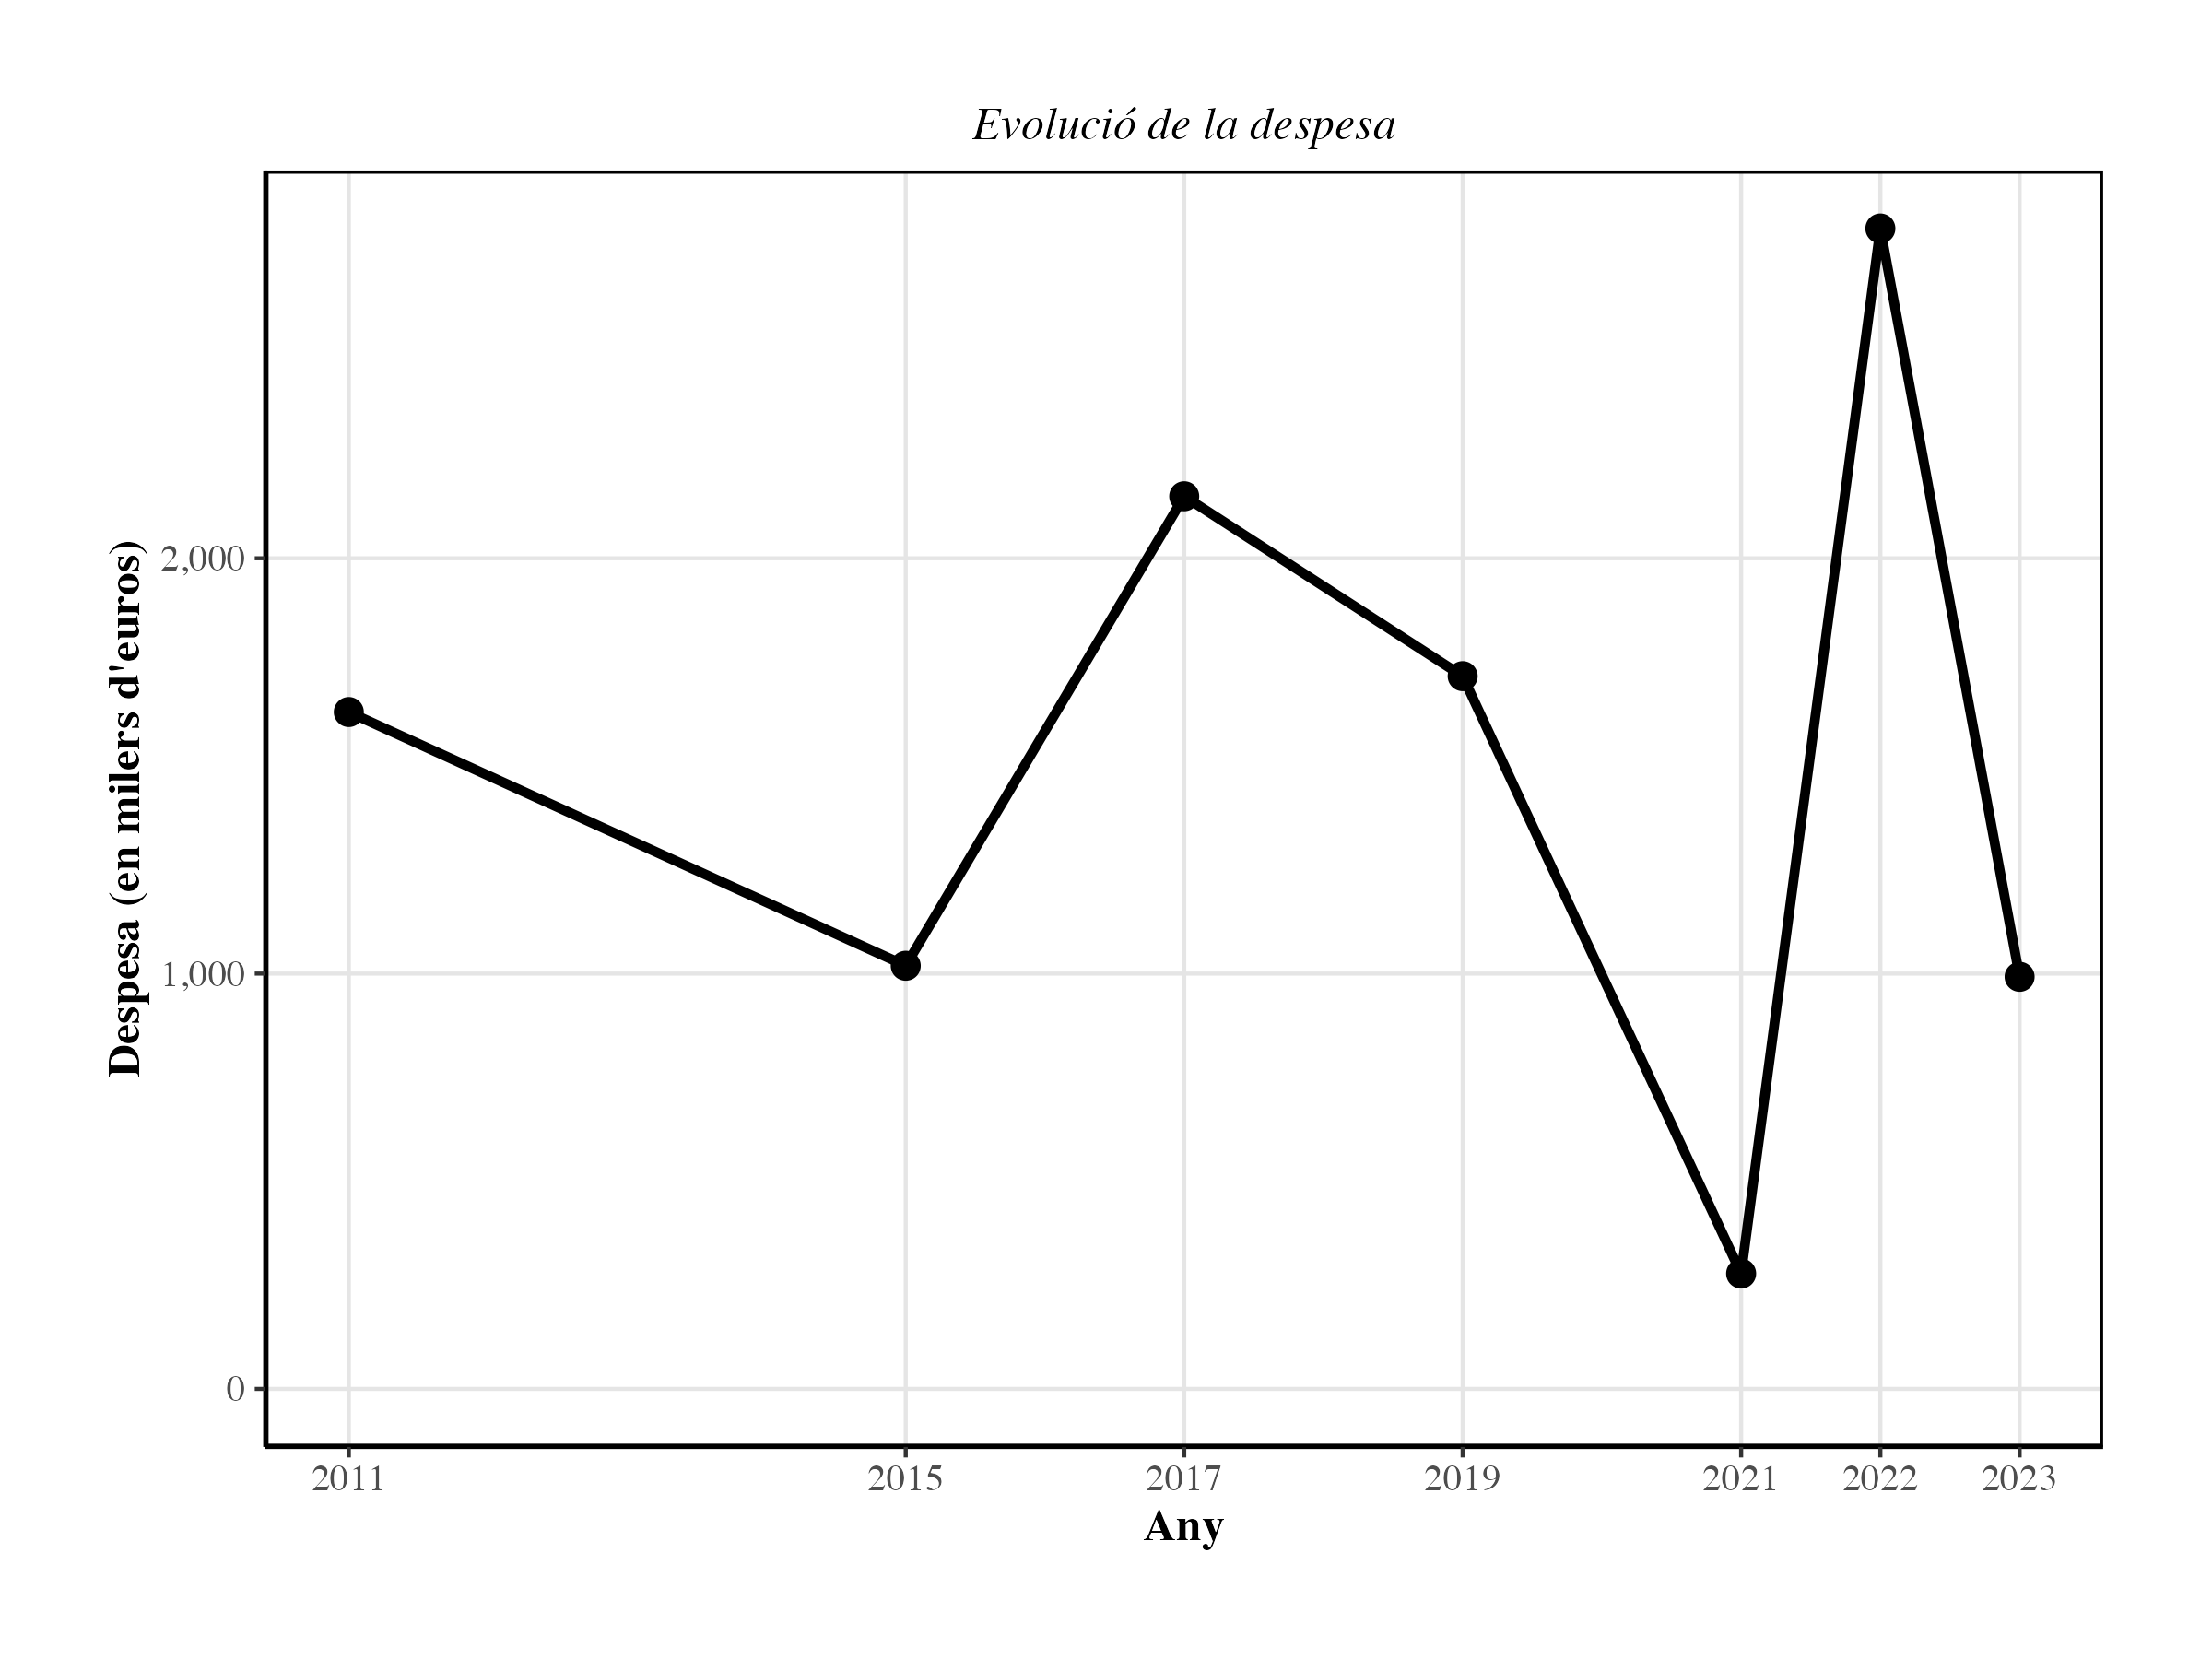 Evolució de la despesa
Despesa (en milers d'euros)
2,000
1,000
0
2011 2015 2017 2019 2021 2022 2023
Any